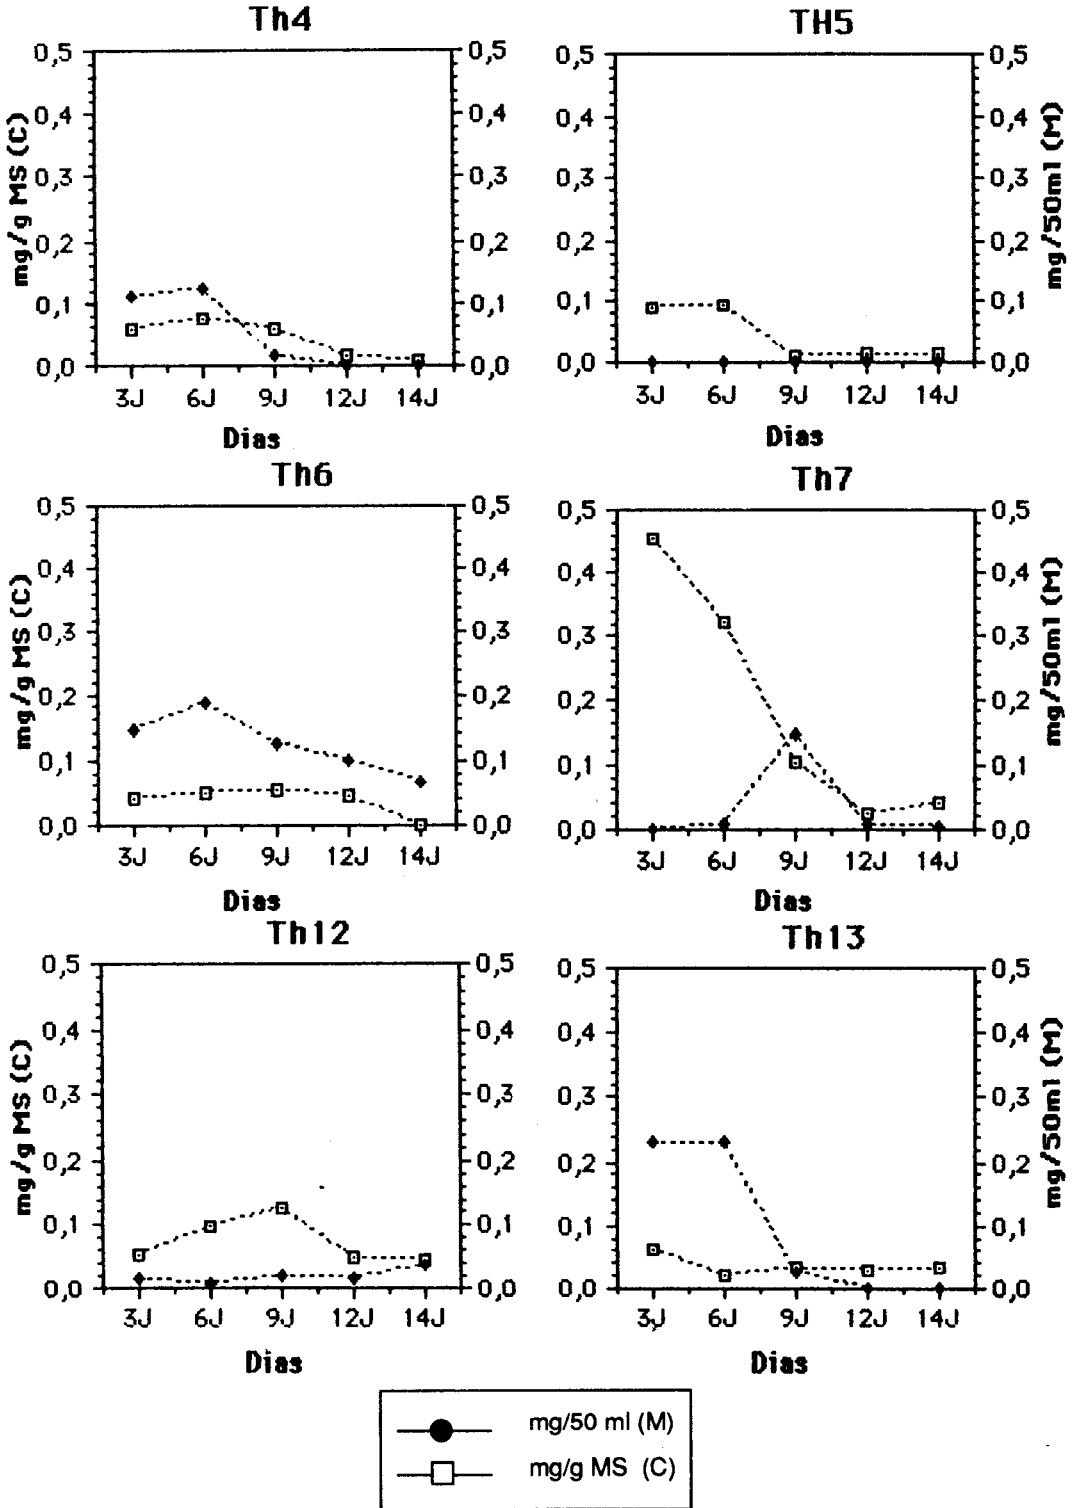 Th4
0,5 0,5
0,4 0,4
0,3 0,3
0,2 0,2
0,1 0,1
0,0 0,0
mg/g MS (C)
3J 6J 9J 12J 14J
Dias
TH5
0,5 0,5
0,4 0,4
0,3 0,3
0,2 0,2
0,1 0,1
0,0 0,0
mg/50ml (M)
3J 6J 9J 12J 14J
Dias
Th6
0,5 0,5
0,4 0,4
0,3 0,3
0,2 0,2
0,1 0,1
0,0 0,0
mg/g MS (C)
3J 6J 9J 12J 14J
Dias
Th7
0,5 0,5
0,4 0,4
0,3 0,3
0,2 0,2
0,1 0,1
0,0 0,0
mg/50ml (M)
3J 6J 9J 12J 14J
Dias
Th12
0,5 0,5
0,4 0,4
0,3 0,3
0,2 0,2
0,1 0,1
0,0 0,0
mg/g MS (C)
3J 6J 9J 12J 14J
Dias
Th13
0,5 0,5
0,4 0,4
0,3 0,3
0,2 0,2
0,1 0,1
0,0 0,0
mg/50ml (M)
3J 6J 9J 12J 14J
Dias
mg/50 ml (M)
mg/g MS (C)